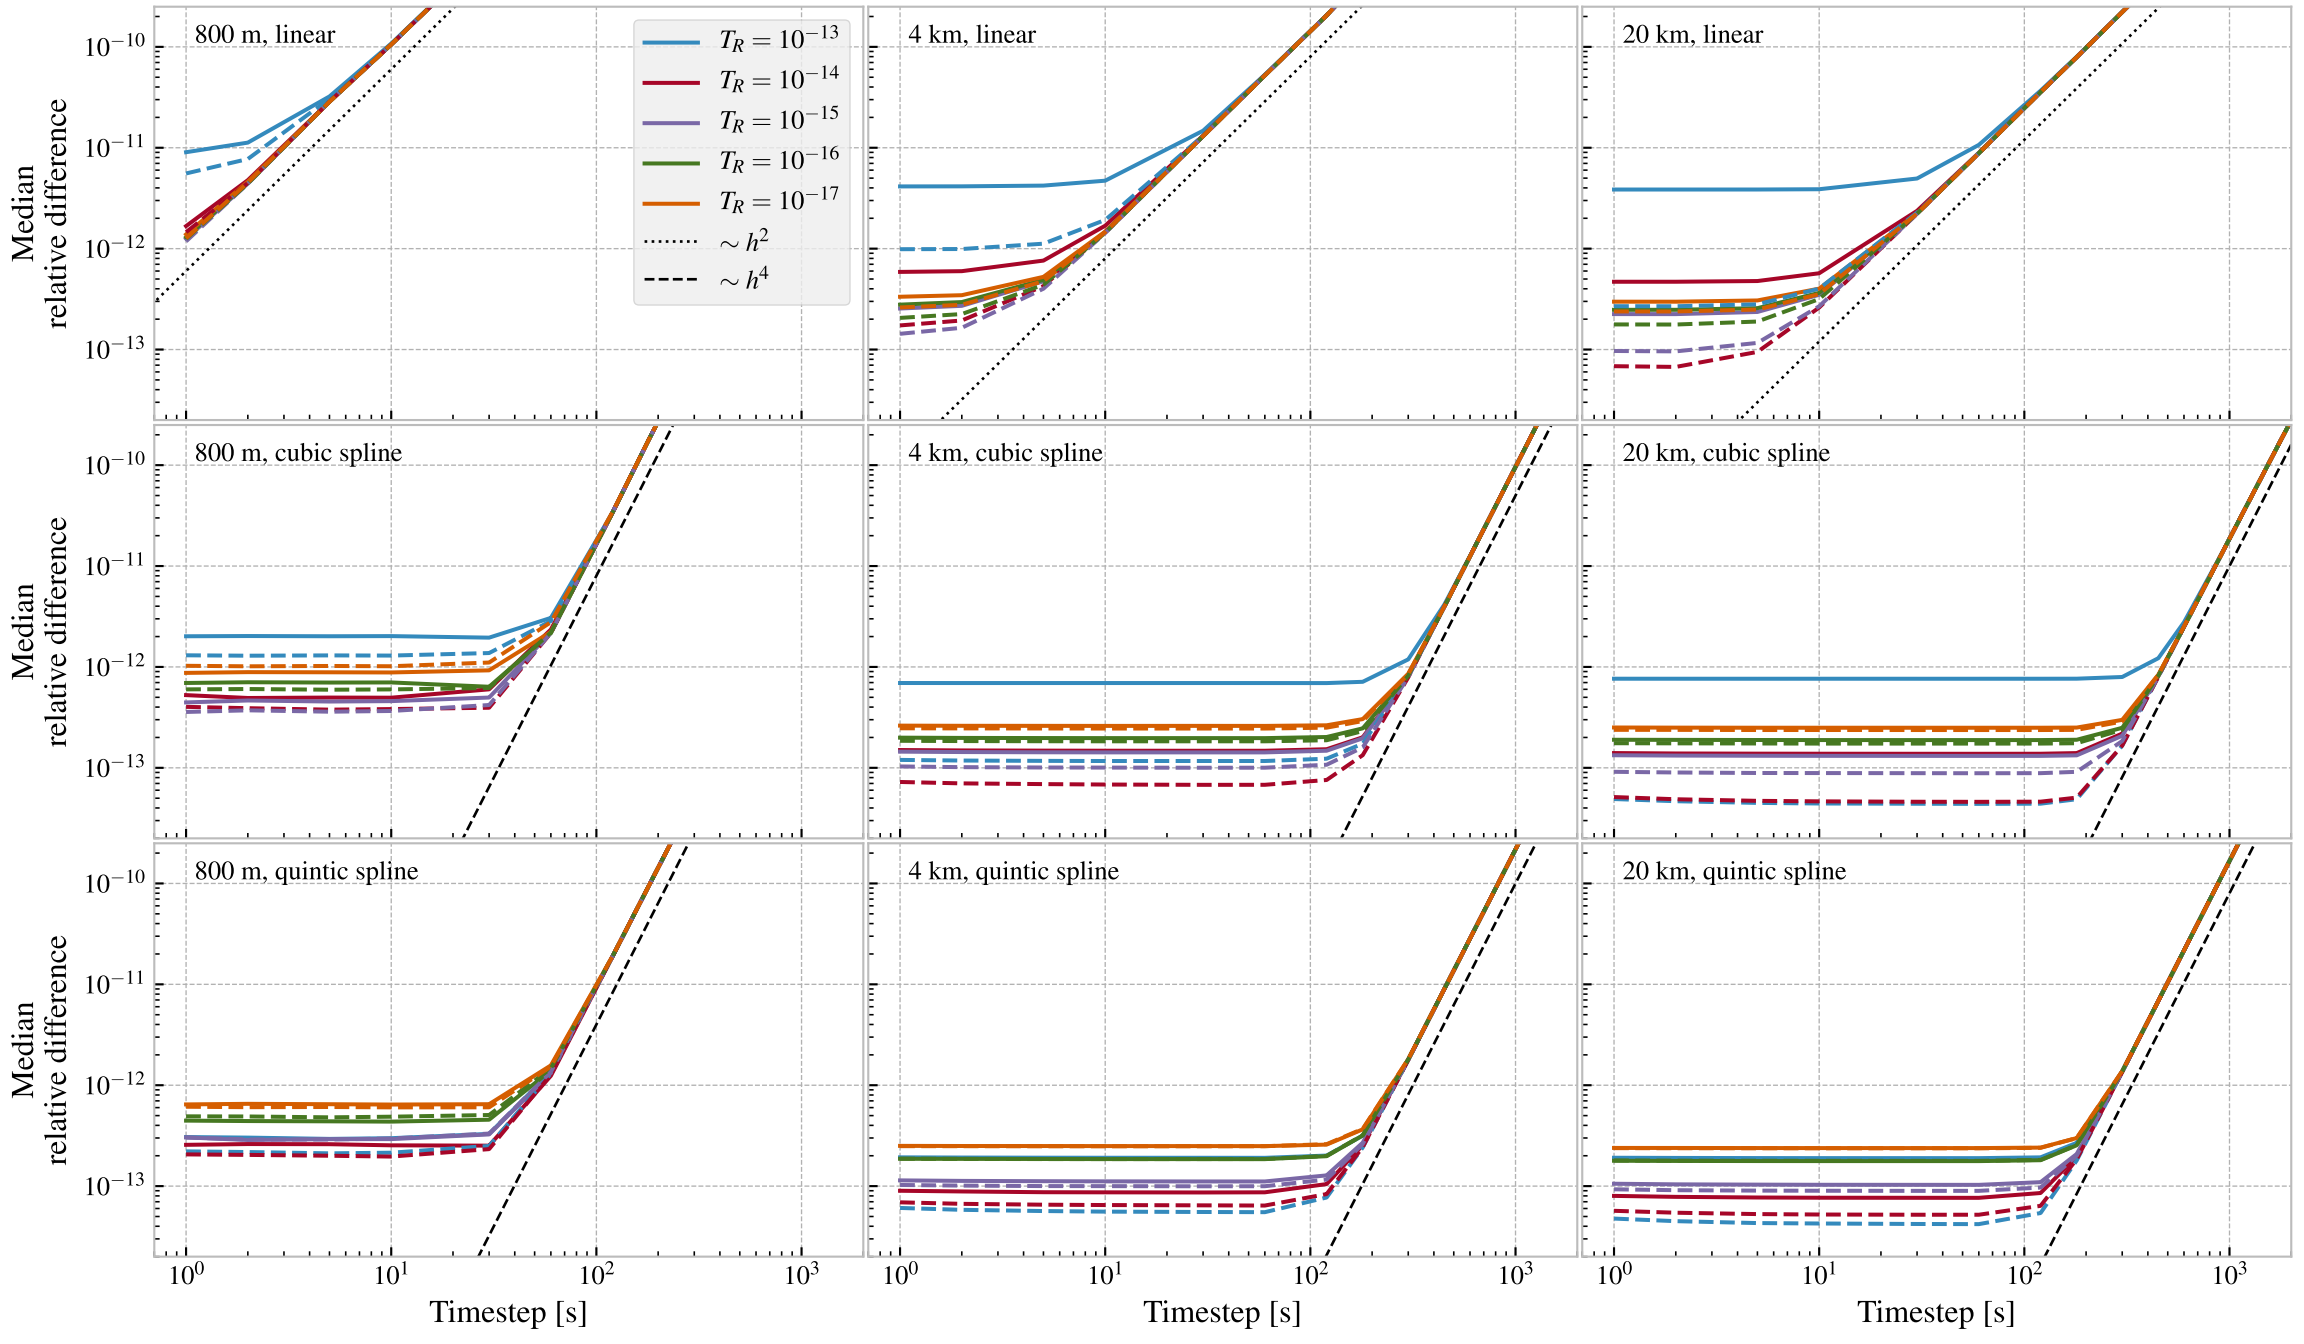 800 m, linear
4 km, linear
20 km, linear
T_R = 10^{-13}
T_R = 10^{-14}
T_R = 10^{-15}
T_R = 10^{-16}
T_R = 10^{-17}
∼ h^2
∼ h^4
Median
relative difference
10^{-10}
10^{-11}
10^{-12}
10^{-13}
800 m, cubic spline
4 km, cubic spline
20 km, cubic spline
Median
relative difference
10^{-10}
10^{-11}
10^{-12}
10^{-13}
800 m, quintic spline
4 km, quintic spline
20 km, quintic spline
Median
relative difference
10^{-10}
10^{-11}
10^{-12}
10^{-13}
10^0 10^1 10^2 10^3
10^0 10^1 10^2 10^3
10^0 10^1 10^2 10^3
Timestep [s]
Timestep [s]
Timestep [s]